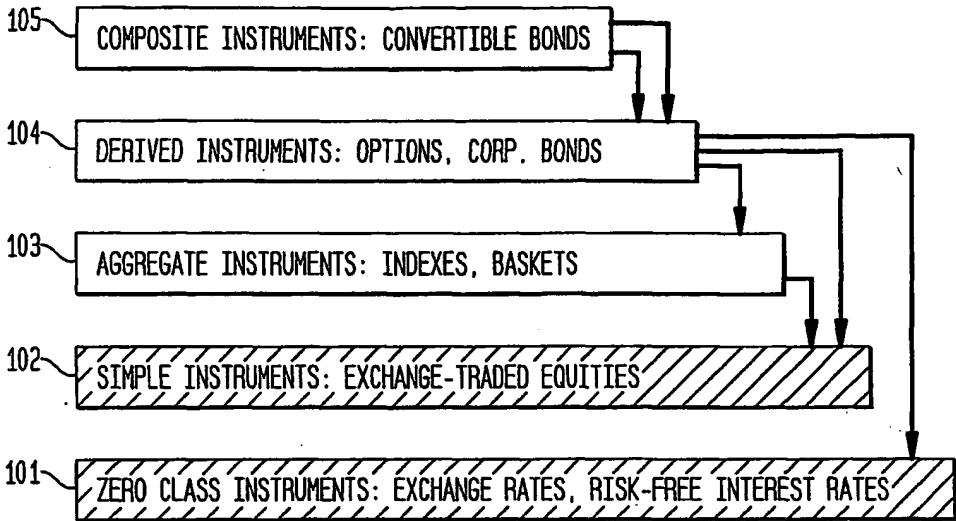 105 COMPOSITE INSTRUMENTS: CONVERTIBLE BONDS
104 DERIVED INSTRUMENTS: OPTIONS, CORP. BONDS
103 AGGREGATE INSTRUMENTS: INDEXES, BASKETS
102 SIMPLE INSTRUMENTS: EXCHANGE-TRADED EQUITIES
101 ZERO CLASS INSTRUMENTS: EXCHANGE RATES, RISK-FREE INTEREST RATES